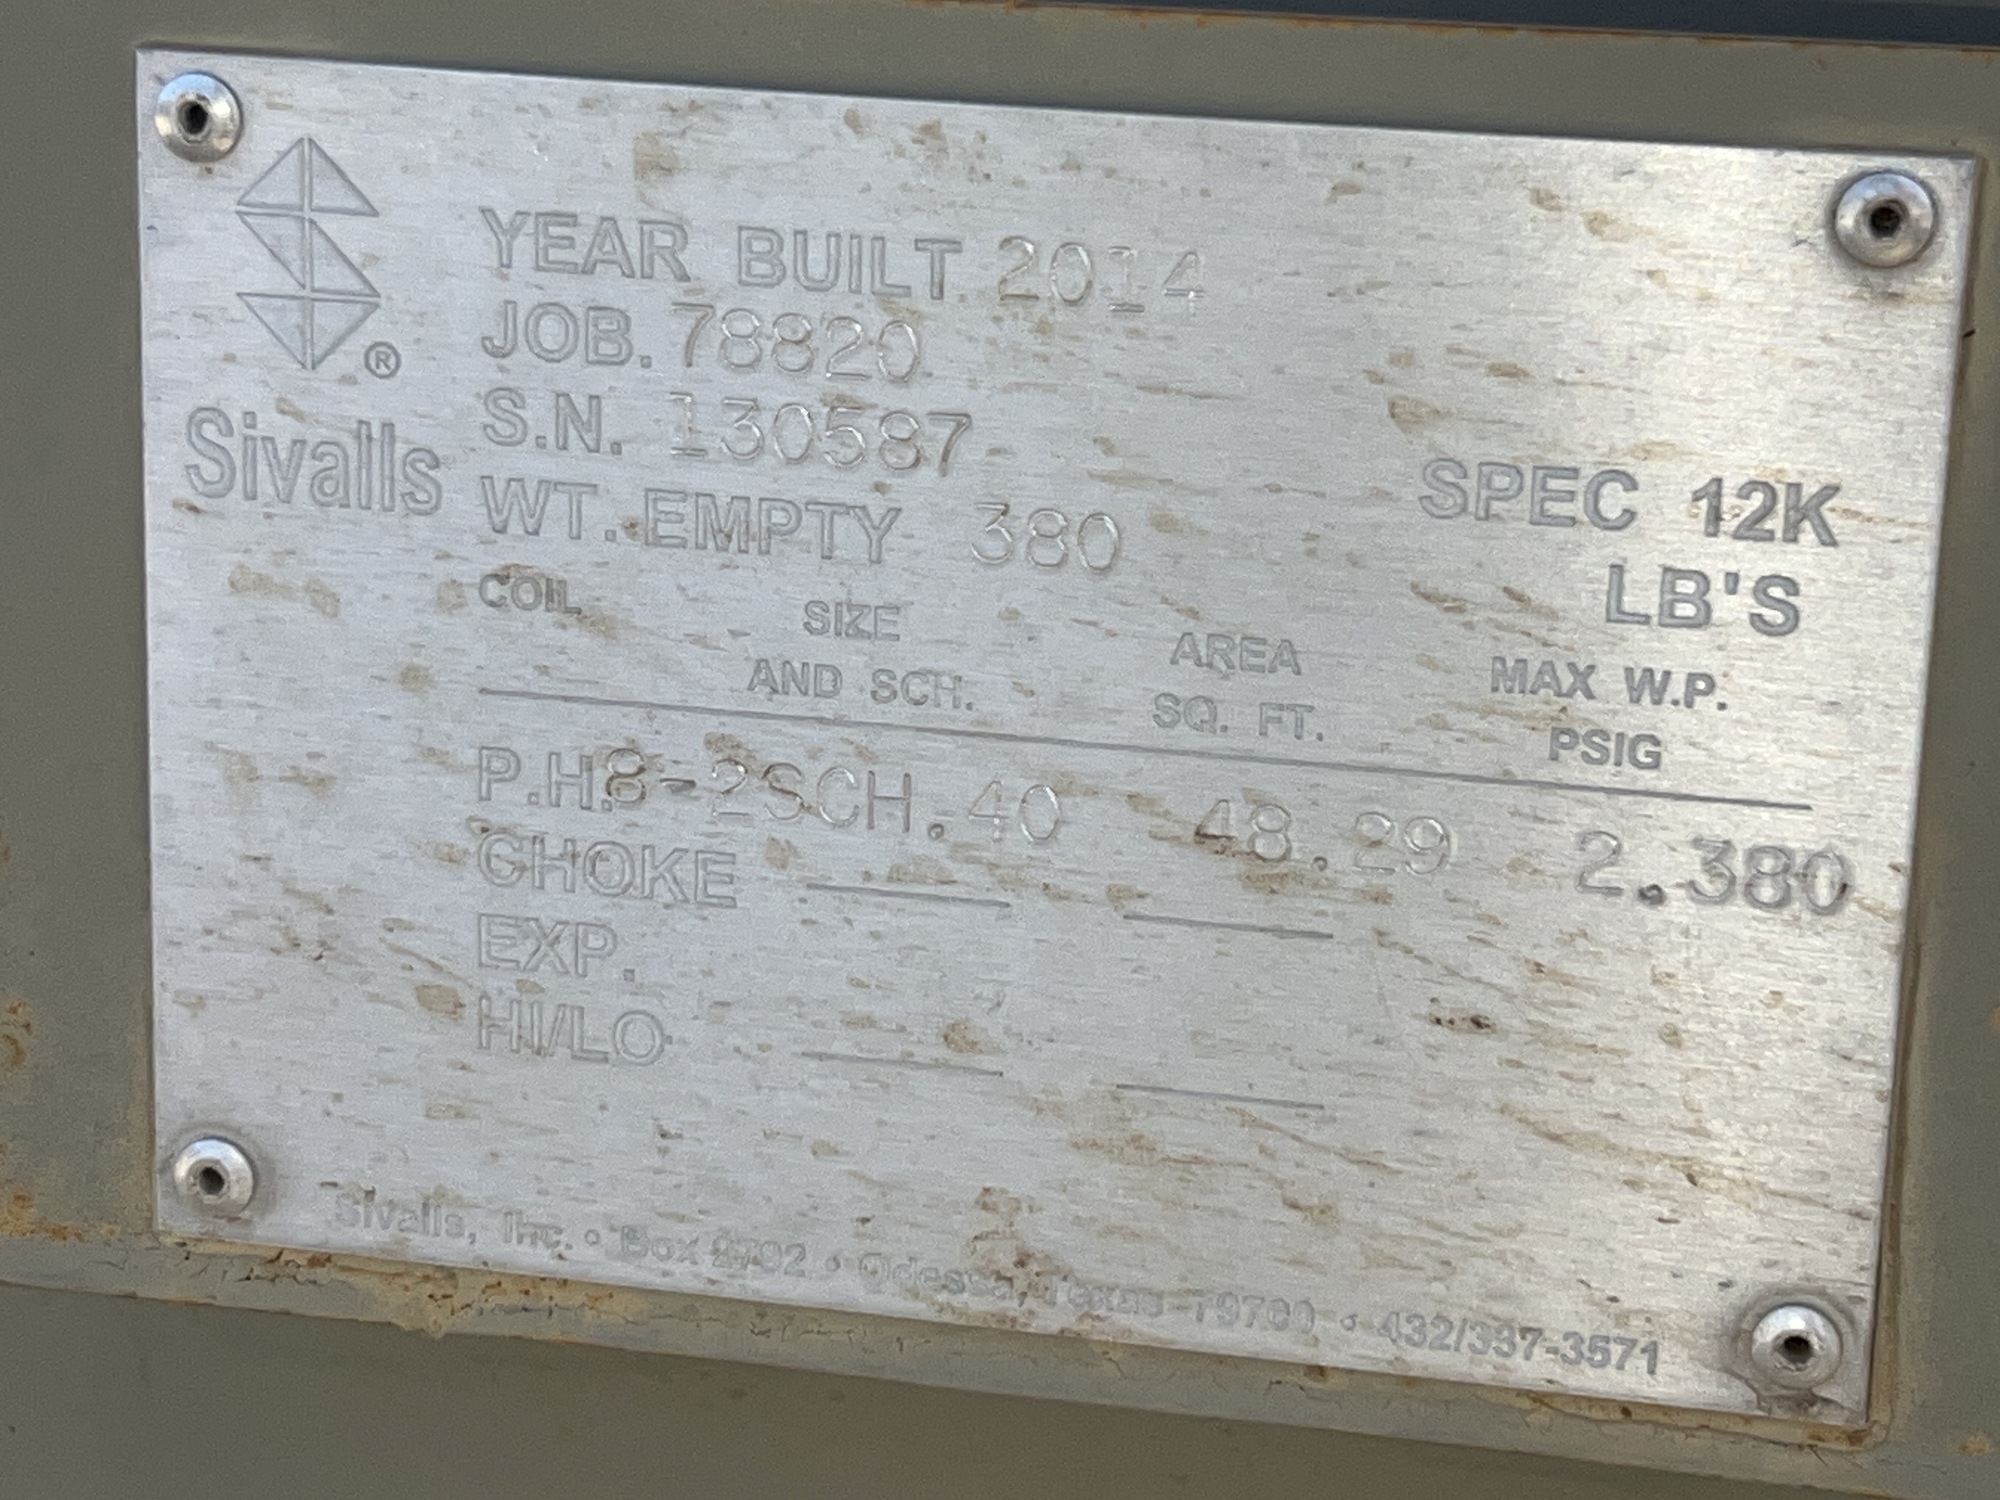 YEAR BUILT 2014
JOB. 78820
S.N. 130587
WT. EMPTY 380
SPEC 12K
LB'S
®
Sivalls
COIL SIZE AND SCH. AREA SQ. FT. MAX W.P. PSIG
P.H. 8-2SCH.40 48.29 2.380
CHOKE
EXP.
HI/LO
Sivalls, Inc. • Box 2792 • Odessa, Texas 79760 • 432/337-3571